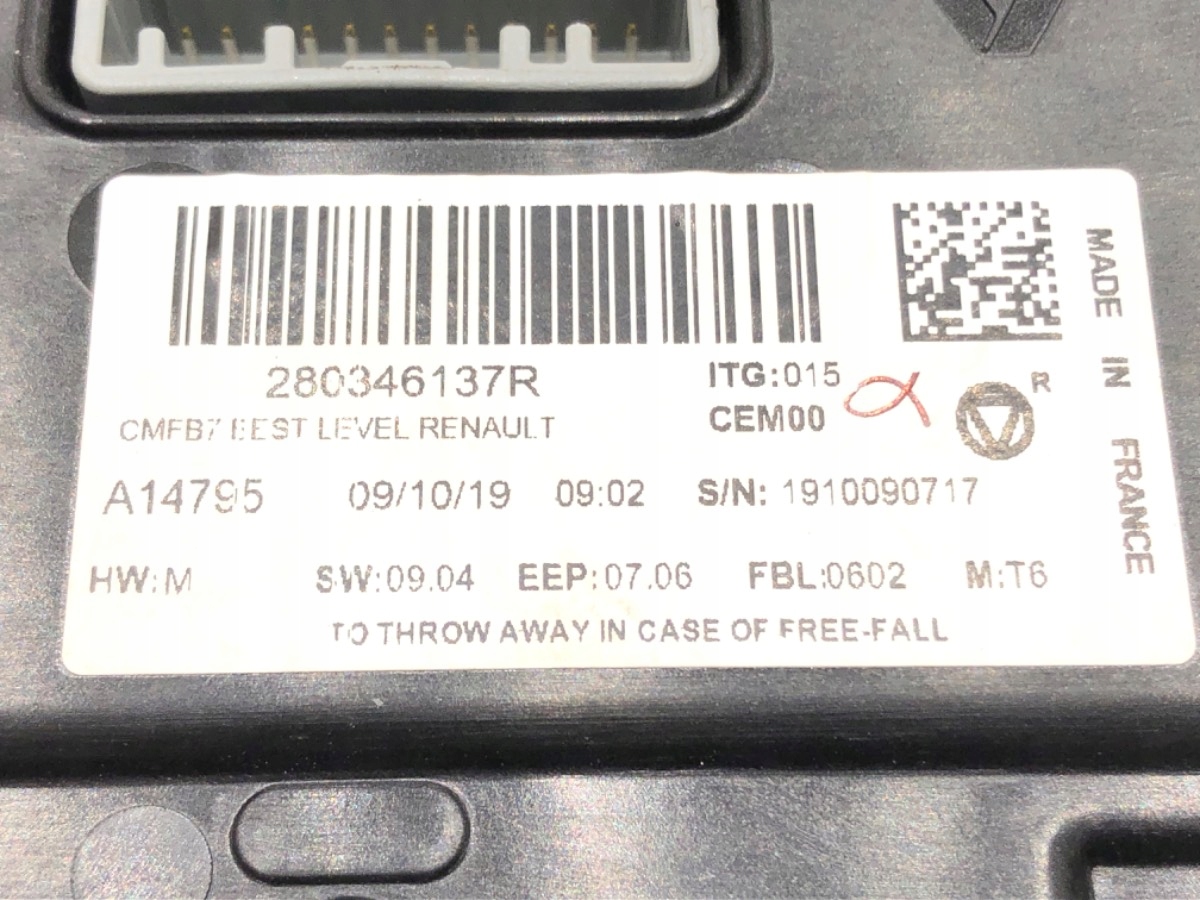 280346137R
ITG:015
CMFB7 BEST LEVEL RENAULT
CEM00
R
A14795 09/10/19 09:02 S/N: 1910090717
HW:M SW:09.04 EEP:07.06 FBL:0602 M:T6
TO THROW AWAY IN CASE OF FREE-FALL
MADE IN FRANCE